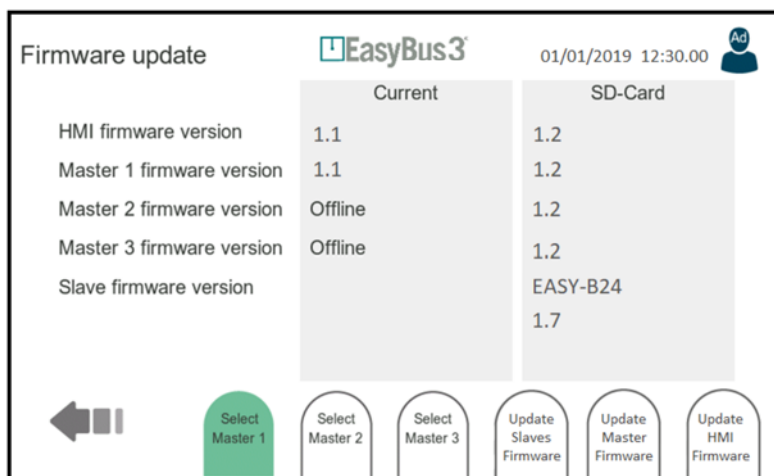 Firmware update
EasyBus3
01/01/2019 12:30.00
Ad
Current
SD-Card
HMI firmware version 1.1 1.2
Master 1 firmware version 1.1 1.2
Master 2 firmware version Offline 1.2
Master 3 firmware version Offline 1.2
Slave firmware version EASY-B24
1.7
Select
Master 1
Select
Master 2
Select
Master 3
Update
Slaves
Firmware
Update
Master
Firmware
Update
HMI
Firmware